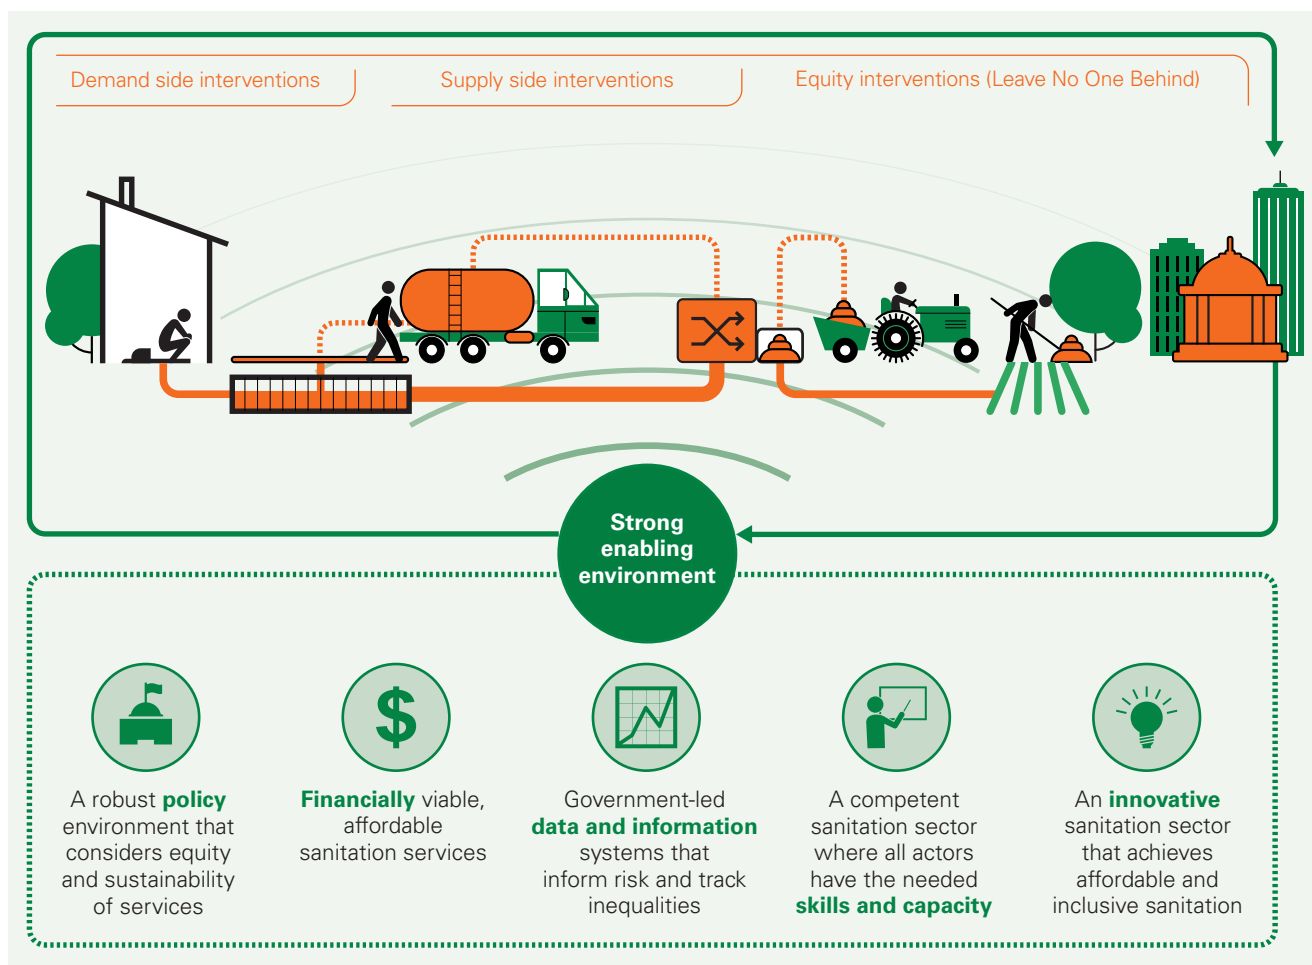 Demand side interventions
Supply side interventions
Equity interventions (Leave No One Behind)
Strong
enabling
environment
$
A robust policy
environment that
considers equity
and sustainability
of services
Financially viable,
affordable
sanitation services
Government-led
data and information
systems that
inform risk and track
inequalities
A competent
sanitation sector
where all actors
have the needed
skills and capacity
An innovative
sanitation sector
that achieves
affordable and
inclusive sanitation